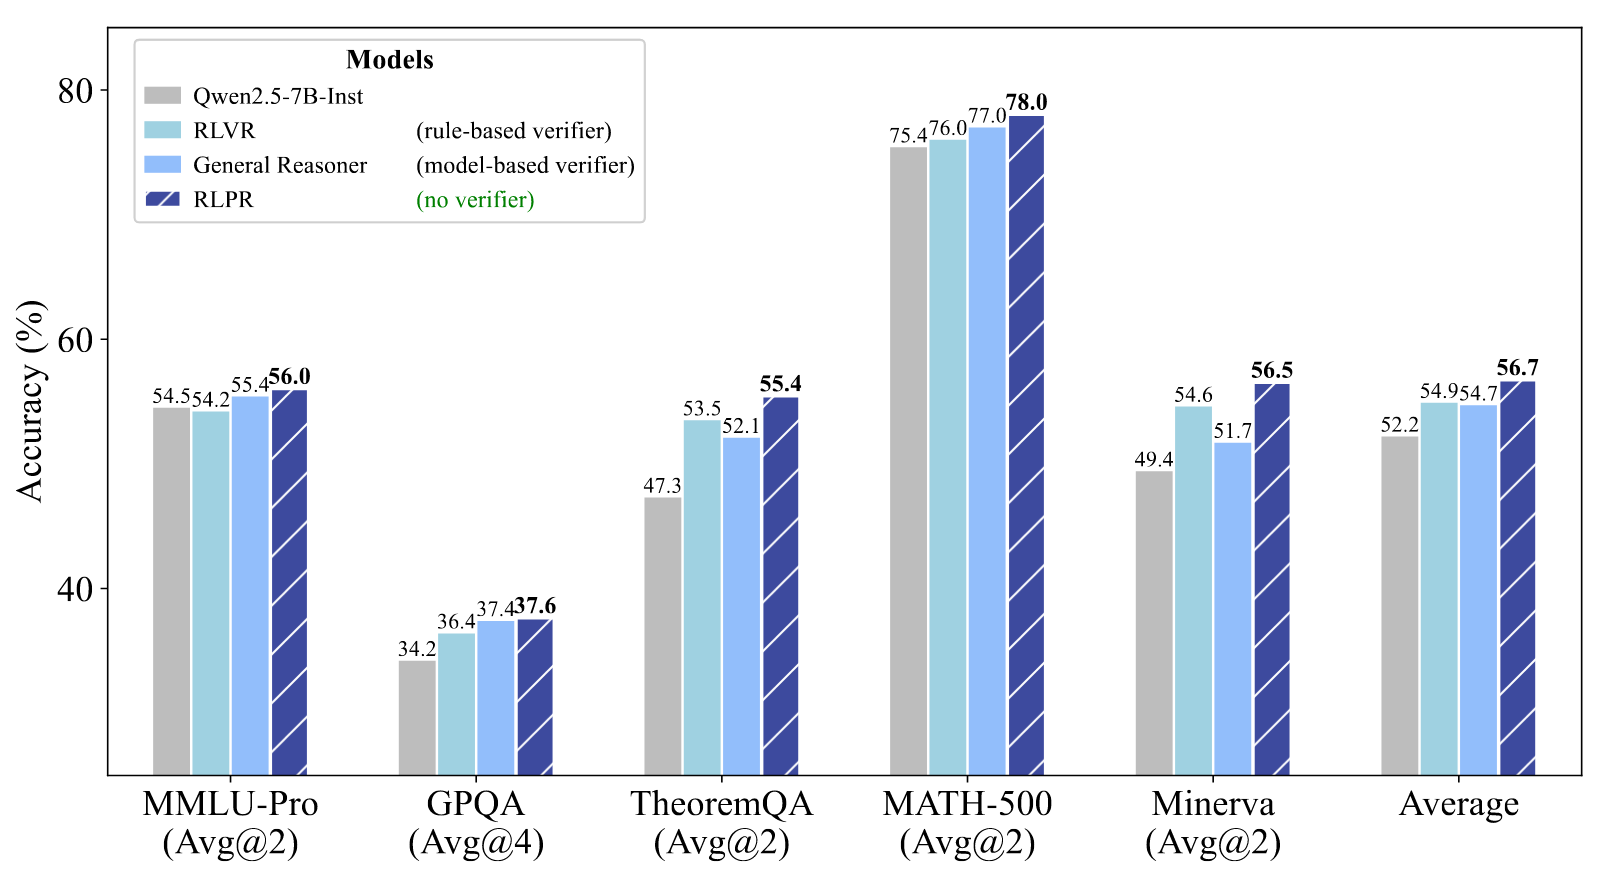 Models
Qwen2.5-7B-Inst
RLVR (rule-based verifier)
General Reasoner (model-based verifier)
RLPR (no verifier)
Accuracy (%)
80
60
40
54.5 54.2 55.4 56.0
34.2 36.4 37.4 37.6
47.3 53.5 52.1 55.4
75.4 76.0 77.0 78.0
49.4 54.6 51.7 56.5
52.2 54.9 54.7 56.7
MMLU-Pro
(Avg@2)
GPQA
(Avg@4)
TheoremQA
(Avg@2)
MATH-500
(Avg@2)
Minerva
(Avg@2)
Average